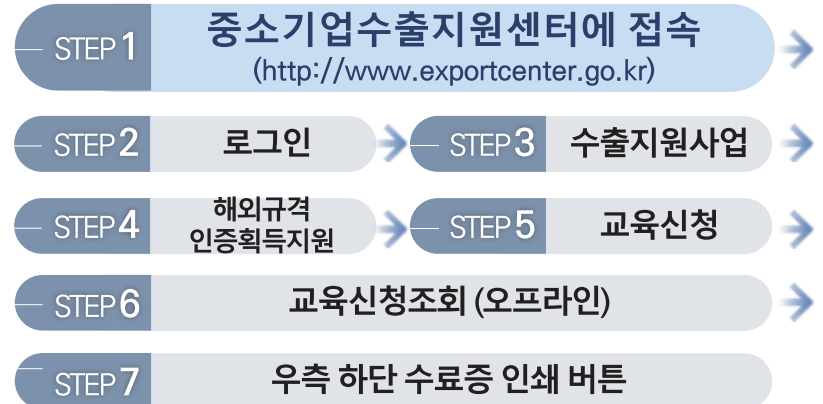 STEP 1
중소기업수출지원센터에 접속
(http://www.exportcenter.go.kr)
STEP 2
로그인
STEP 3
수출지원사업
STEP 4
해외규격
인증획득지원
STEP 5
교육신청
STEP 6
교육신청조회 (오프라인)
STEP 7
우측 하단 수료증 인쇄 버튼